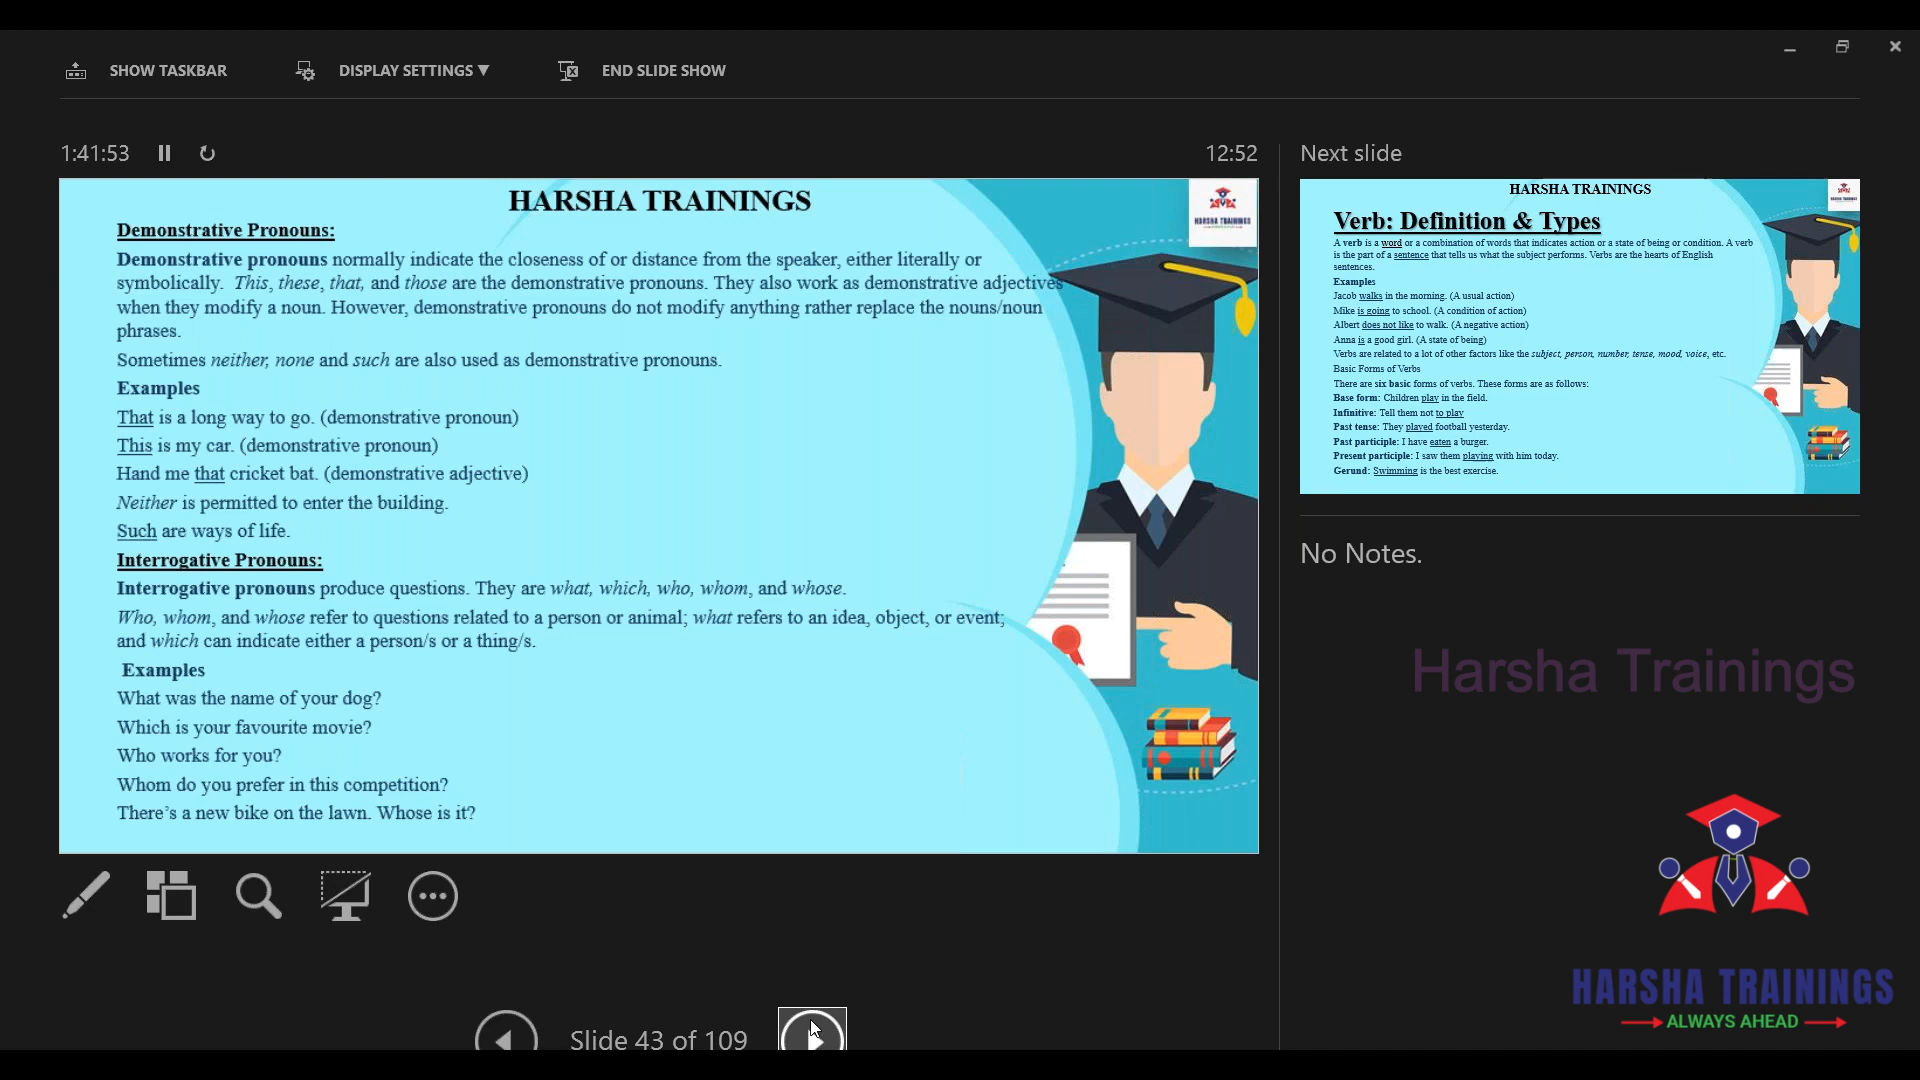 SHOW TASKBAR
DISPLAY SETTINGS ▼
END SLIDE SHOW
1:41:53
12:52
HARSHA TRAININGS
HARSHA TRAININGS
Demonstrative Pronouns:
Demonstrative pronouns normally indicate the closeness of or distance from the speaker, either literally or
symbolically. This, these, that, and those are the demonstrative pronouns. They also work as demonstrative adjectives
when they modify a noun. However, demonstrative pronouns do not modify anything rather replace the nouns/noun
phrases.
Sometimes neither, none and such are also used as demonstrative pronouns.
Examples
That is a long way to go. (demonstrative pronoun)
This is my car. (demonstrative pronoun)
Hand me that cricket bat. (demonstrative adjective)
Neither is permitted to enter the building.
Such are ways of life.
Interrogative Pronouns:
Interrogative pronouns produce questions. They are what, which, who, whom, and whose.
Who, whom, and whose refer to questions related to a person or animal; what refers to an idea, object, or event;
and which can indicate either a person/s or a thing/s.
Examples
What was the name of your dog?
Which is your favourite movie?
Who works for you?
Whom do you prefer in this competition?
There's a new bike on the lawn. Whose is it?
Slide 43 of 109
Next slide
HARSHA TRAININGS
Verb: Definition & Types
A verb is a word or a combination of words that indicates action or a state of being or condition. A verb
is the part of a sentence that tells us what the subject performs. Verbs are the hearts of English
sentences.
Examples
Jacob walks in the morning. (A usual action)
Mike is going to school. (A condition of action)
Albert does not like to walk. (A negative action)
Anna is a good girl. (A state of being)
Verbs are related to a lot of other factors like the subject, person, number, tense, mood, voice, etc.
Basic Forms of Verbs
There are six basic forms of verbs. These forms are as follows:
Base form: Children play in the field.
Infinitive: Tell them not to play
Past tense: They played football yesterday.
Past participle: I have eaten a burger.
Present participle: I saw them playing with him today.
Gerund: Swimming is the best exercise.
No Notes.
Harsha Trainings
HARSHA TRAININGS
ALWAYS AHEAD